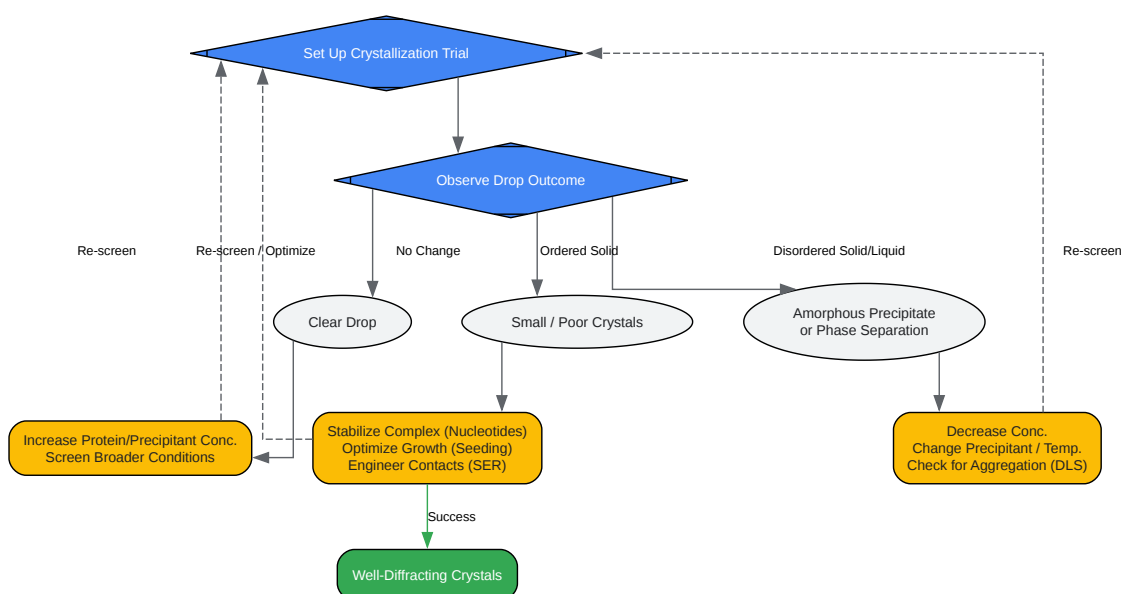 Set Up Crystallization Trial
Observe Drop Outcome
Re-screen
Re-screen / Optimize
No Change
Ordered Solid
Disordered Solid/Liquid
Re-screen
Clear Drop
Small / Poor Crystals
Amorphous Precipitate
or Phase Separation
Increase Protein/Precipitant Conc.
Screen Broader Conditions
Stabilize Complex (Nucleotides)
Optimize Growth (Seeding)
Engineer Contacts (SER)
Decrease Conc.
Change Precipitant / Temp.
Check for Aggregation (DLS)
Success
Well-Diffracting Crystals